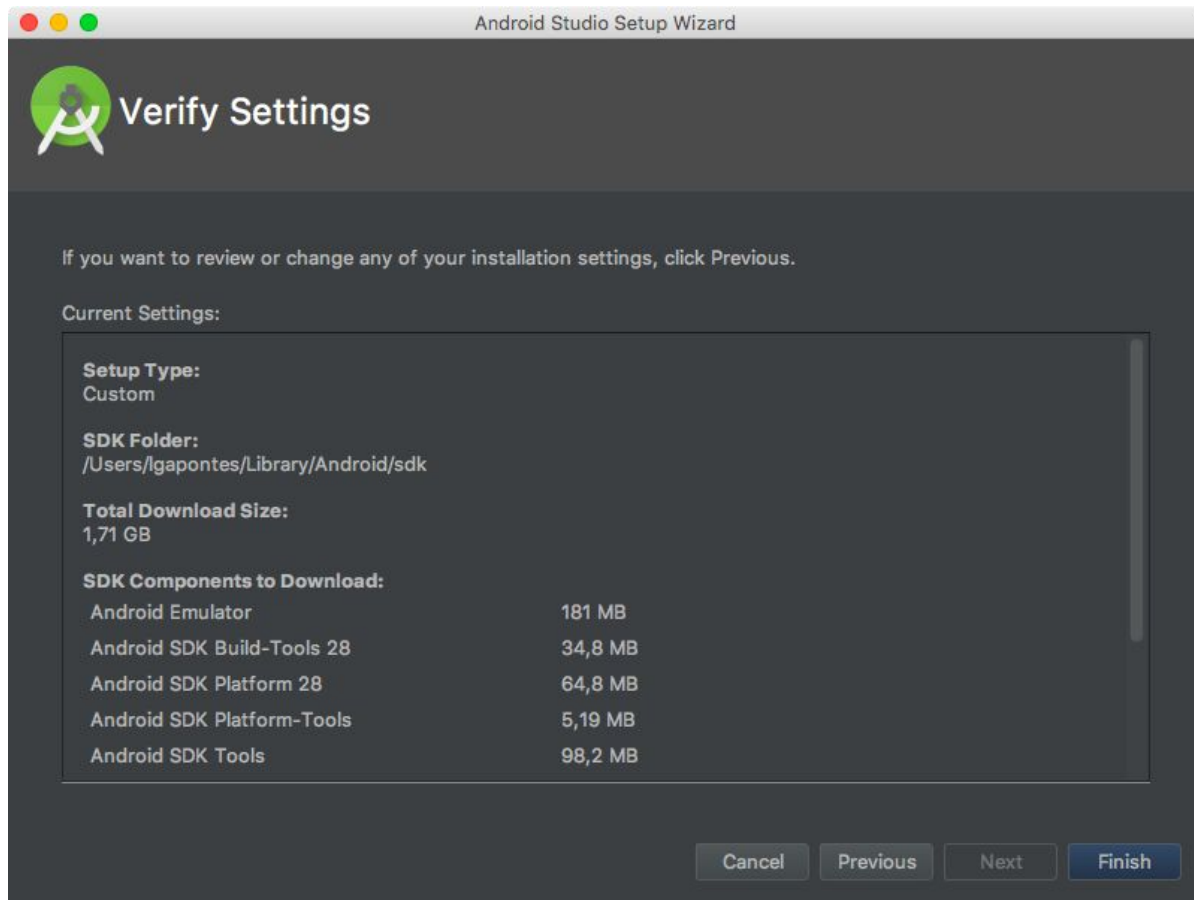 Android Studio Setup Wizard
Verify Settings
If you want to review or change any of your installation settings, click Previous.
Current Settings:
Setup Type:
Custom
SDK Folder:
/Users/lgapontes/Library/Android/sdk
Total Download Size:
1,71 GB
SDK Components to Download:
Android Emulator 181 MB
Android SDK Build-Tools 28 34,8 MB
Android SDK Platform 28 64,8 MB
Android SDK Platform-Tools 5,19 MB
Android SDK Tools 98,2 MB
Cancel Previous Next Finish